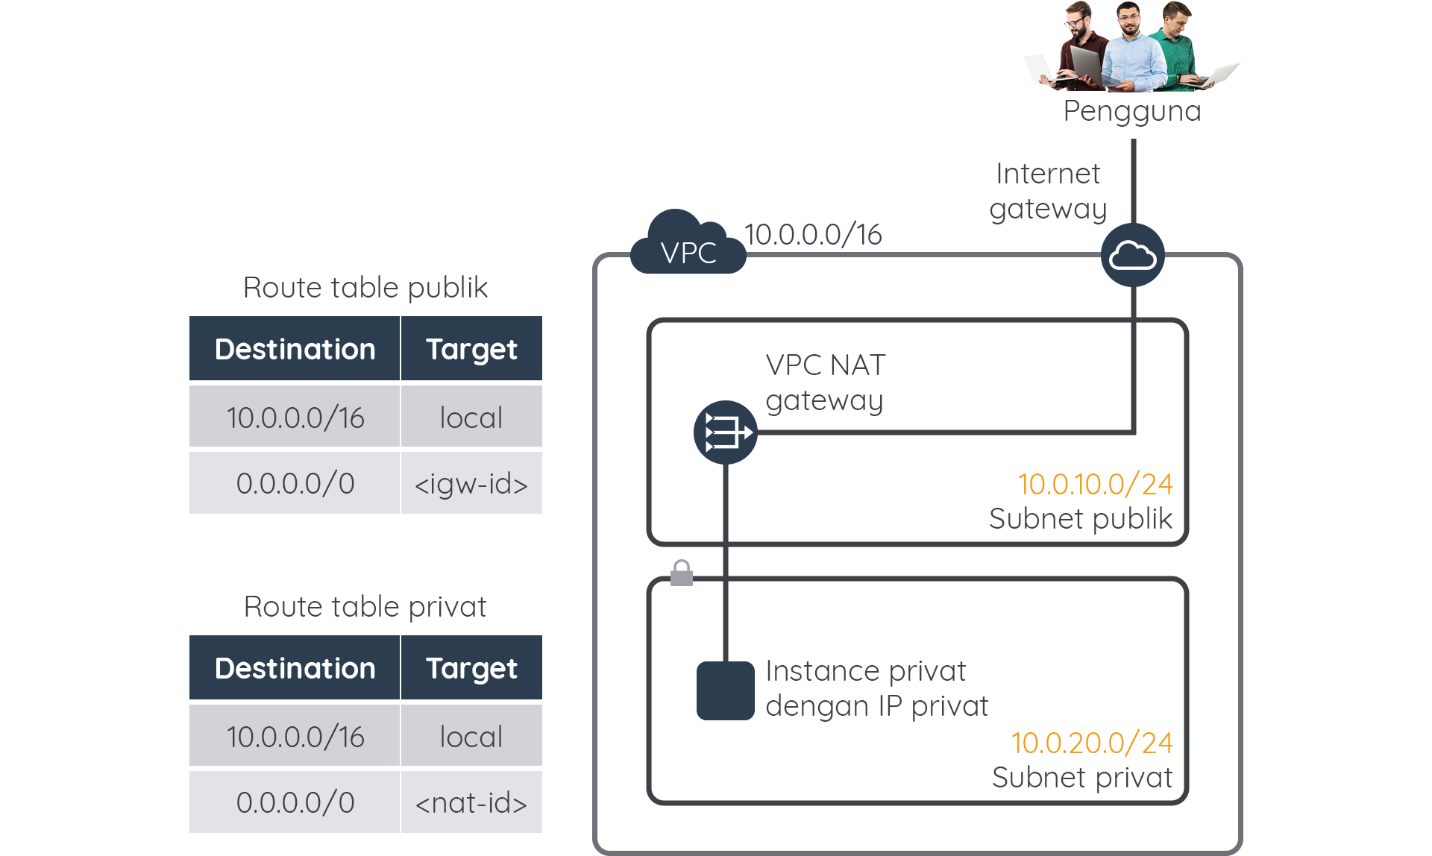 Pengguna
Internet
gateway
VPC
10.0.0.0/16
Route table publik
Destination Target
10.0.0.0/16 local
0.0.0.0/0 <igw-id>
VPC NAT
gateway
10.0.10.0/24
Subnet publik
Route table privat
Destination Target
10.0.0.0/16 local
0.0.0.0/0 <nat-id>
Instance privat
dengan IP privat
10.0.20.0/24
Subnet privat